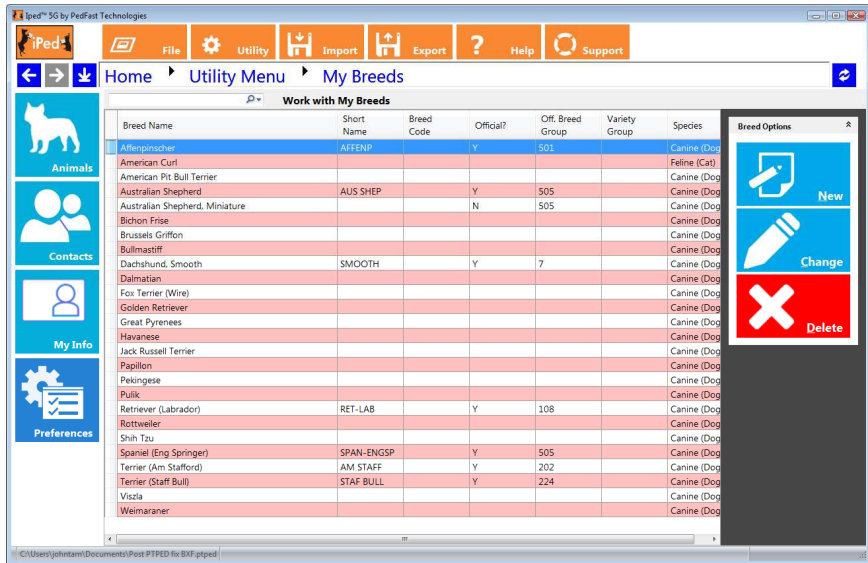 Iped™ 5G by PedFast Technologies
iPed
File
Utility
Import
Export
? Help
Support
Home Utility Menu My Breeds
Work with My Breeds
Breed Name Short Name Breed Code Official? Off. Breed Group Variety Group Species
Affenpinscher AFFENP Y 501 Canine (Dog
American Curl Feline (Cat)
American Pit Bull Terrier Canine (Dog
Australian Shepherd AUS SHEP Y 505 Canine (Dog
Australian Shepherd, Miniature N 505 Canine (Dog
Bichon Frise Canine (Dog
Brussels Griffon Canine (Dog
Bullmastiff Canine (Dog
Dachshund, Smooth SMOOTH Y 7 Canine (Dog
Dalmatian Canine (Dog
Fox Terrier (Wire) Canine (Dog
Golden Retriever Canine (Dog
Great Pyrenees Canine (Dog
Havanese Canine (Dog
Jack Russell Terrier Canine (Dog
Papillon Canine (Dog
Pekingese Canine (Dog
Pulik Canine (Dog
Retriever (Labrador) RET-LAB Y 108 Canine (Dog
Rottweiler Canine (Dog
Shih Tzu Canine (Dog
Spaniel (Eng Springer) SPAN-ENGSP Y 505 Canine (Dog
Terrier (Am Stafford) AM STAFF Y 202 Canine (Dog
Terrier (Staff Bull) STAF BULL Y 224 Canine (Dog
Viszla Canine (Dog
Weimaraner Canine (Dog
Animals
Contacts
My Info
Preferences
Breed Options
New
Change
Delete
C:\Users\johntam\Documents\Post PTPED fix BXF.ptped